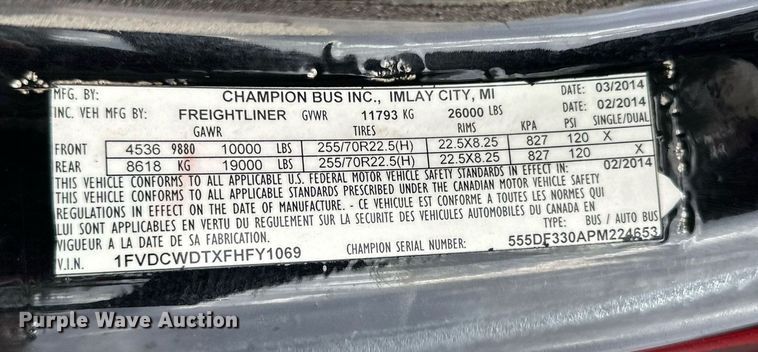 MFG. BY: CHAMPION BUS INC., IMLAY CITY, MI DATE: 03/2014
INC. VEH MFG BY: FREIGHTLINER GVWR 11793 KG 26000 LBS DATE: 02/2014
GAWR TIRES RIMS KPA PSI SINGLE/DUAL
FRONT 4536 9880 10000 LBS 255/70R22.5(H) 22.5X8.25 827 120 X
REAR 8618 KG 19000 LBS 255/70R22.5(H) 22.5X8.25 827 120 X
THIS VEHICLE CONFORMS TO ALL APPLICABLE U.S. FEDERAL MOTOR VEHICLE SAFETY STANDARDS IN EFFECT IN: 02/2014
THIS VEHICLE CONFORMS TO ALL APPLICABLE STANDARDS PRESCRIBED UNDER THE CANADIAN MOTOR VEHICLE SAFETY
REGULATIONS IN EFFECT ON THE DATE OF MANUFACTURE. - CE VEHICULE EST CONFORME A TOUTES LES NORMES QUI
LUI SONT APPLICABLES EN VERTU DU REGULEMENT SUR LA SECURITE DES VEHICULES AUTOMOBILES DU CANADA EN
VIGUEUR A LA DATE DE SA FABRICATION. TYPE: BUS / AUTO BUS
V.I.N. 1FVDCWDTXFHFY1069 CHAMPION SERIAL NUMBER: 555DF330APM224653
Purple Wave Auction